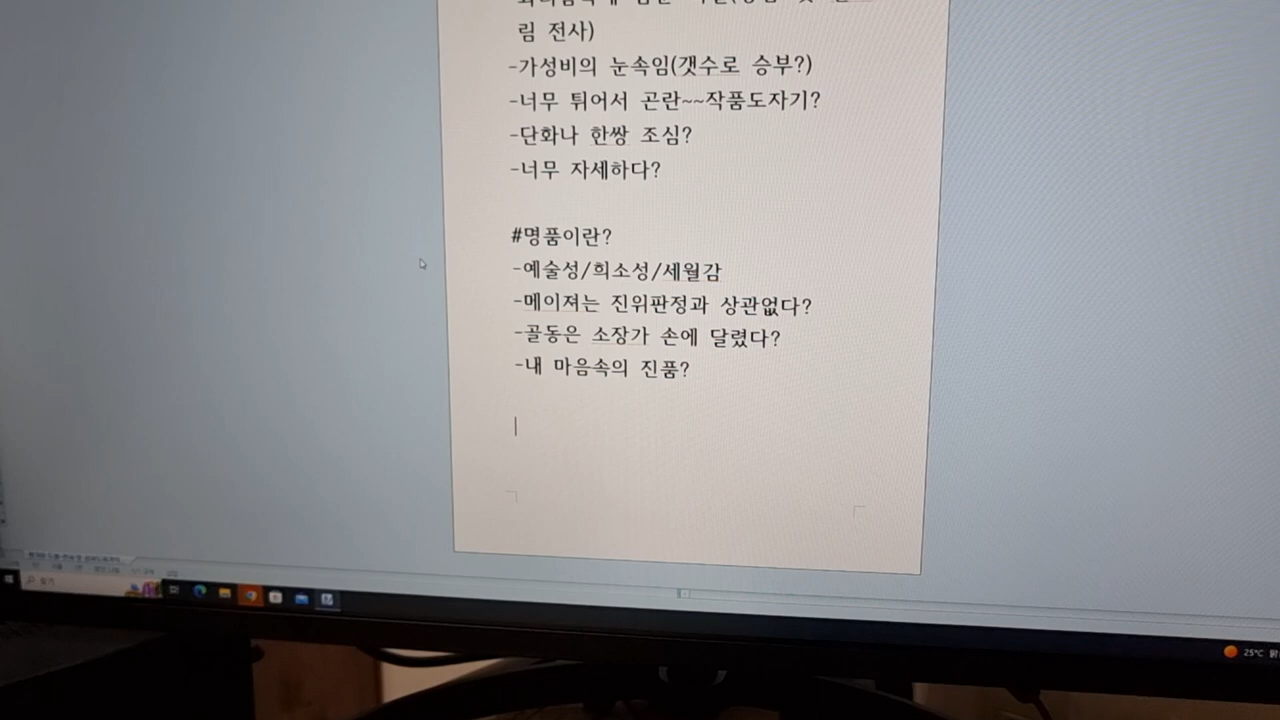 림 전사)
-가성비의 눈속임(갯수로 승부?)
-너무 튀어서 곤란~~작품도자기?
-단화나 한쌍 조심?
-너무 자세하다?
#명품이란?
-예술성/희소성/세월감
-메이져는 진위판정과 상관없다?
-골동은 소장가 손에 달렸다?
-내 마음속의 진품?
찾기
25°C